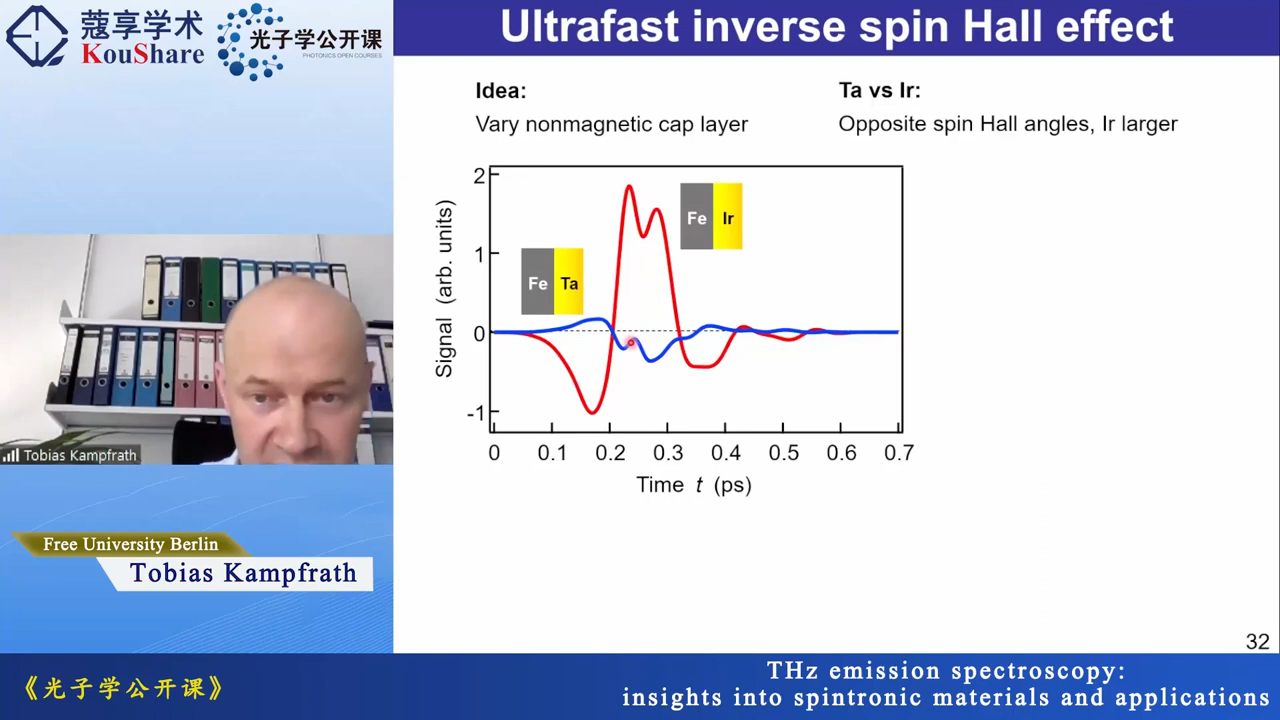 蔻享学术
KouShare
光子学公开课
PHOTONICS OPEN COURSES
Ultrafast inverse spin Hall effect
Idea:
Vary nonmagnetic cap layer
Ta vs Ir:
Opposite spin Hall angles, Ir larger
2
1
0
-1
Signal (arb. units)
Fe Ir
Fe Ta
0 0.1 0.2 0.3 0.4 0.5 0.6 0.7
Time t (ps)
Tobias Kampfrath
Free University Berlin
Tobias Kampfrath
32
《光子学公开课》
THz emission spectroscopy:
insights into spintronic materials and applications